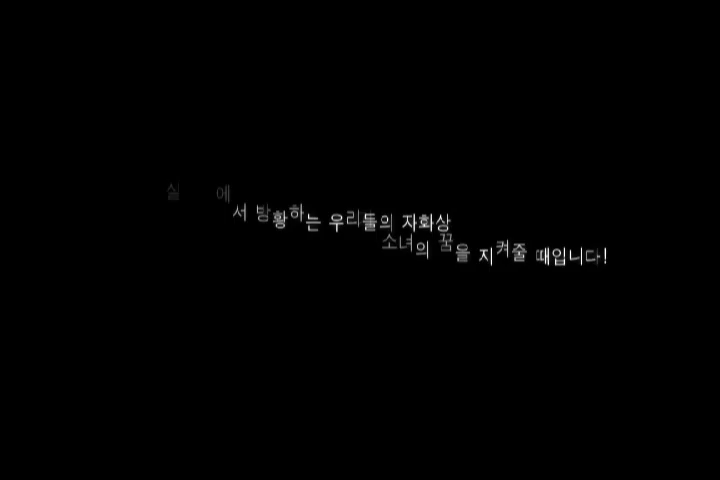 에서 방황하는 우리들의 자화상
소녀의 꿈을 지켜줄 때입니다!